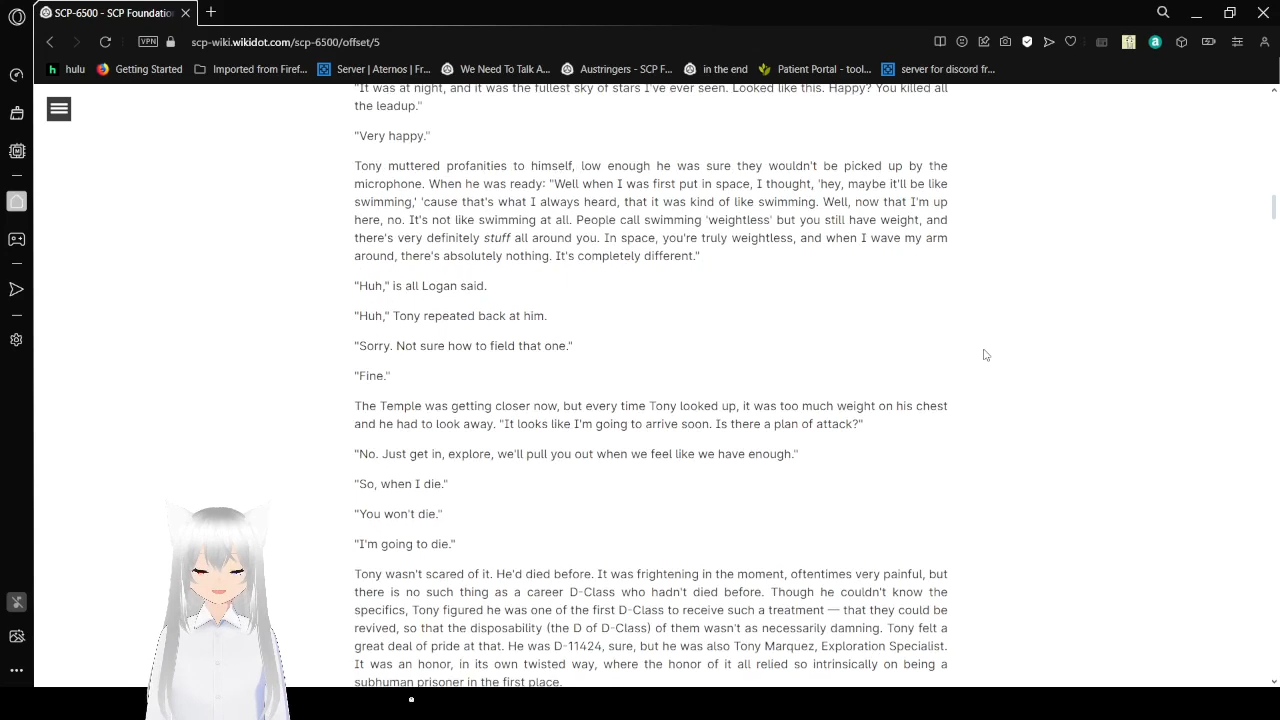 SCP-6500 - SCP Foundatio
scp-wiki.wikidot.com/scp-6500/offset/5
VPN
hulu
Getting Started
Imported from Firef...
Server | Aternos | Fr...
We Need To Talk A...
Austringers - SCP F...
in the end
Patient Portal - tool...
server for discord fr...
"It was at night, and it was the fullest sky of stars I've ever seen. Looked like this. Happy? You killed all
the leadup."
"Very happy."
Tony muttered profanities to himself, low enough he was sure they wouldn't be picked up by the
microphone. When he was ready: "Well when I was first put in space, I thought, 'hey, maybe it'll be like
swimming,' 'cause that's what I always heard, that it was kind of like swimming. Well, now that I'm up
here, no. It's not like swimming at all. People call swimming 'weightless' but you still have weight, and
there's very definitely stuff all around you. In space, you're truly weightless, and when I wave my arm
around, there's absolutely nothing. It's completely different."
"Huh," is all Logan said.
"Huh," Tony repeated back at him.
"Sorry. Not sure how to field that one."
"Fine."
The Temple was getting closer now, but every time Tony looked up, it was too much weight on his chest
and he had to look away. "It looks like I'm going to arrive soon. Is there a plan of attack?"
"No. Just get in, explore, we'll pull you out when we feel like we have enough."
"So, when I die."
"You won't die."
"I'm going to die."
Tony wasn't scared of it. He'd died before. It was frightening in the moment, oftentimes very painful, but
there is no such thing as a career D-Class who hadn't died before. Though he couldn't know the
specifics, Tony figured he was one of the first D-Class to receive such a treatment — that they could be
revived, so that the disposability (the D of D-Class) of them wasn't as necessarily damning. Tony felt a
great deal of pride at that. He was D-11424, sure, but he was also Tony Marquez, Exploration Specialist.
It was an honor, in its own twisted way, where the honor of it all relied so intrinsically on being a
subhuman prisoner in the first place.